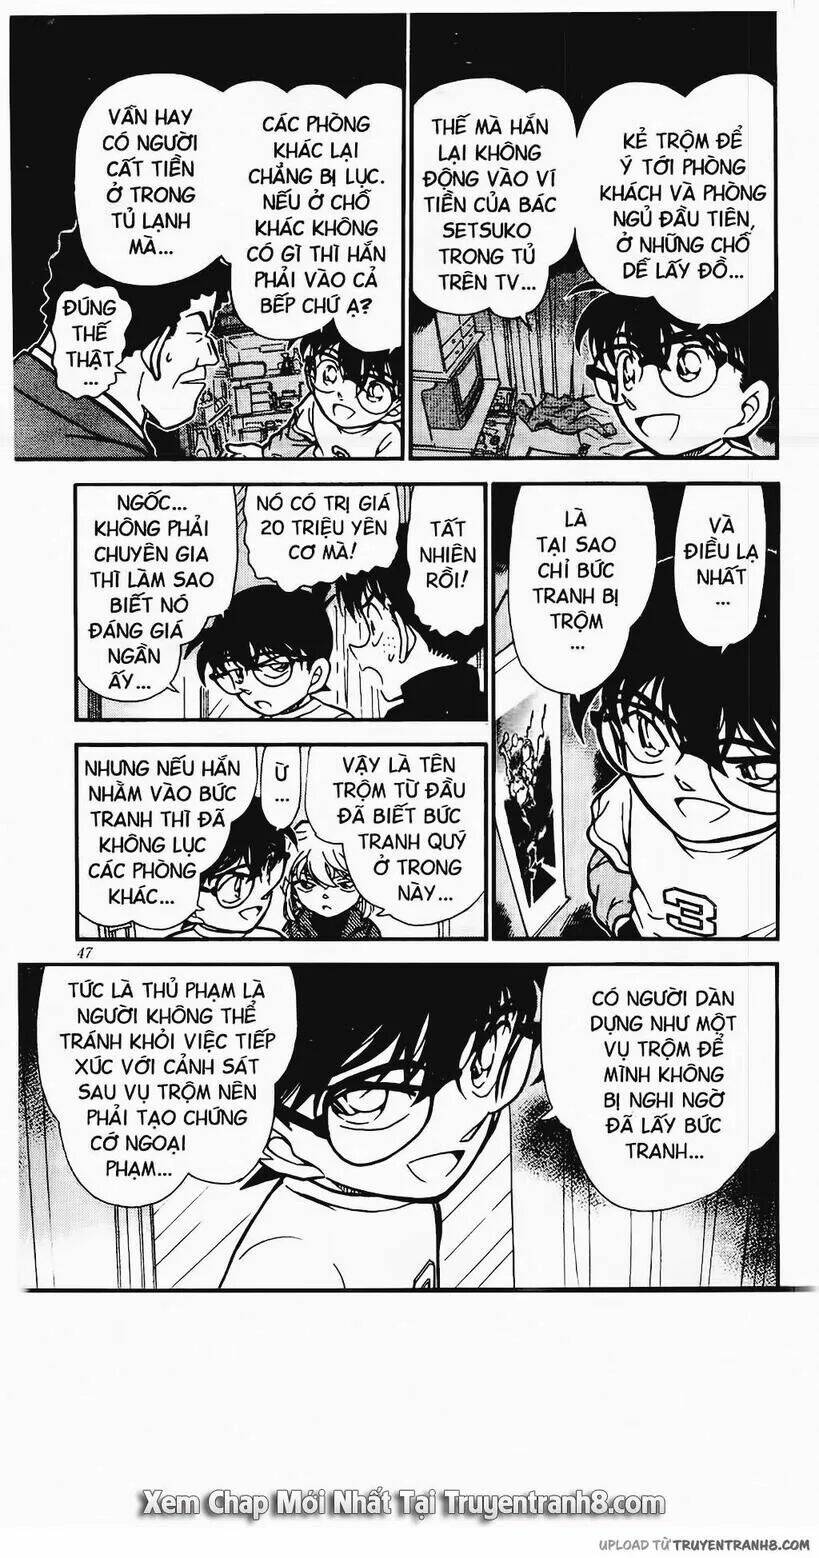 KẺ TRỘM ĐỂ
Ý TỚI PHÒNG
KHÁCH VÀ PHÒNG
NGỦ ĐẦU TIÊN,
Ở NHỮNG CHỖ
DỄ LẤY ĐỒ...
THẾ MÀ HẮN
LẠI KHÔNG
ĐỘNG VÀO VÍ
TIỀN CỦA BÁC
SETSUKO
TRONG TỦ
TRÊN TV...
CÁC PHÒNG
KHÁC LẠI
CHẲNG BỊ LỤC.
NẾU Ở CHỖ
KHÁC KHÔNG
CÓ GÌ THÌ HẮN
PHẢI VÀO CẢ
BẾP CHỨ Ạ?
VẪN HAY
CÓ NGƯỜI
CẤT TIỀN
Ở TRONG
TỦ LẠNH
MÀ...
ĐÚNG
THẾ
THẬT
...
VÀ
ĐIỀU LẠ
NHẤT
...
LÀ
TẠI SAO
CHỈ BỨC
TRANH BỊ
TRỘM
...
3
TẤT
NHIÊN
RỒI!
NÓ CÓ TRỊ GIÁ
20 TRIỆU YÊN
CƠ MÀ!
NGỐC...
KHÔNG PHẢI
CHUYÊN GIA
THÌ LÀM SAO
BIẾT NÓ
ĐÁNG GIÁ
NGẦN
ẤY...
VẬY LÀ TÊN
TRỘM TỪ ĐẦU
ĐÃ BIẾT BỨC
TRANH QUÝ
Ở TRONG
NÀY...
Ừ
...
NHƯNG NẾU HẮN
NHẰM VÀO BỨC
TRANH THÌ ĐÃ
KHÔNG LỤC
CÁC PHÒNG
KHÁC...
47
CÓ NGƯỜI DÀN
DỰNG NHƯ MỘT
VỤ TRỘM ĐỂ
MÌNH KHÔNG
BỊ NGHI NGỜ
ĐÃ LẤY BỨC
TRANH...
TỨC LÀ THỦ PHẠM LÀ
NGƯỜI KHÔNG THỂ
TRÁNH KHỎI VIỆC TIẾP
XÚC VỚI CẢNH SÁT
SAU VỤ TRỘM NÊN
PHẢI TẠO CHỨNG
CỚ NGOẠI
PHẠM...
Xem Chap Mới Nhất Tại Truyentranh8.com
UPLOAD TỪ TRUYENTRANH8.COM